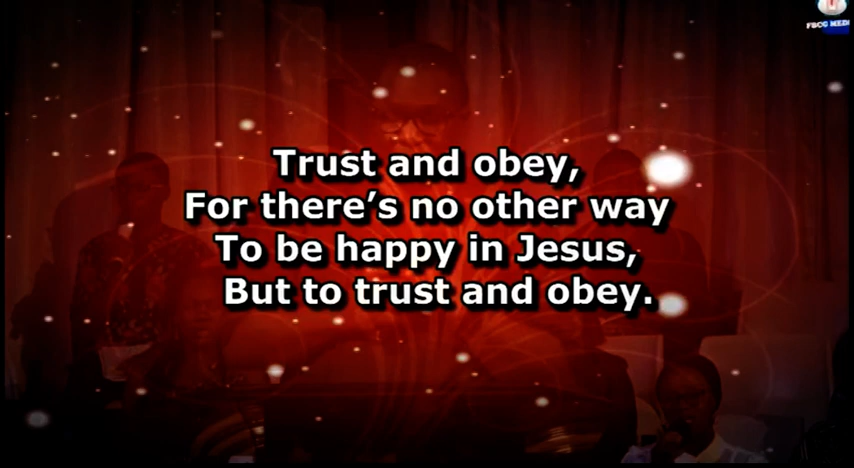 FBCG MEDI
Trust and obey,
For there’s no other way
To be happy in Jesus,
But to trust and obey.